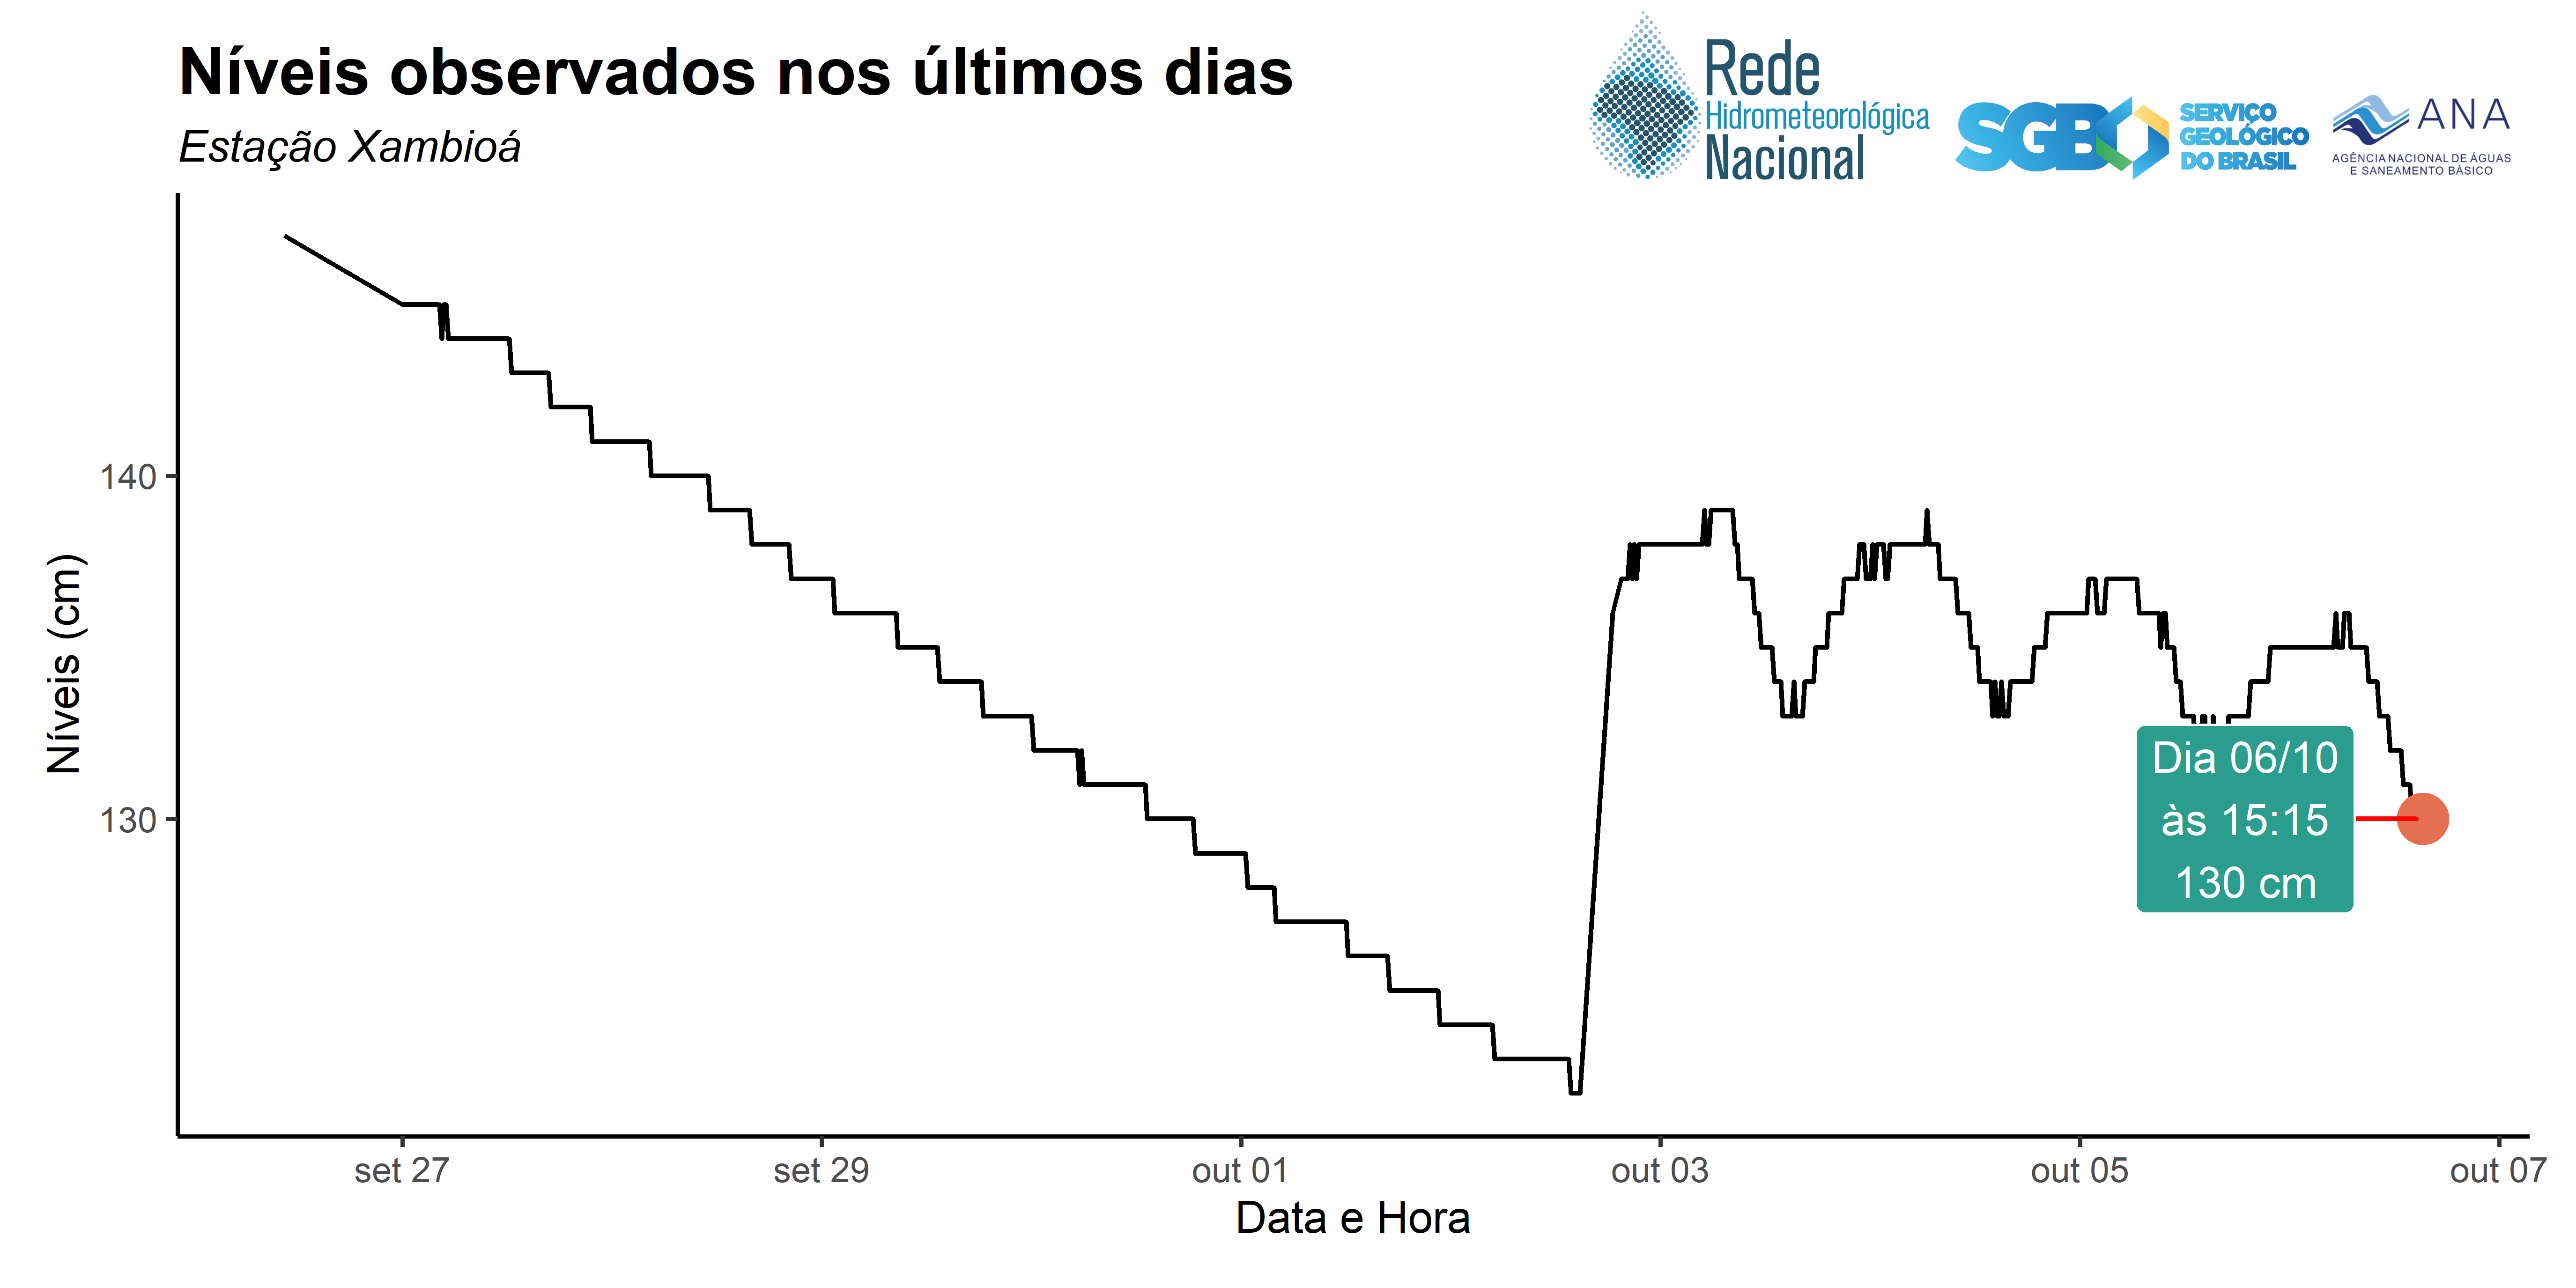 Níveis observados nos últimos dias
Estação Xambioá
Rede
Hidrometeorológica
Nacional
SGB
SERVIÇO
GEOLÓGICO
DO BRASIL
ANA
AGÊNCIA NACIONAL DE ÁGUAS
E SANEAMENTO BÁSICO
Níveis (cm)
140
130
Dia 06/10
às 15:15
130 cm
set 27
set 29
out 01
out 03
out 05
out 07
Data e Hora